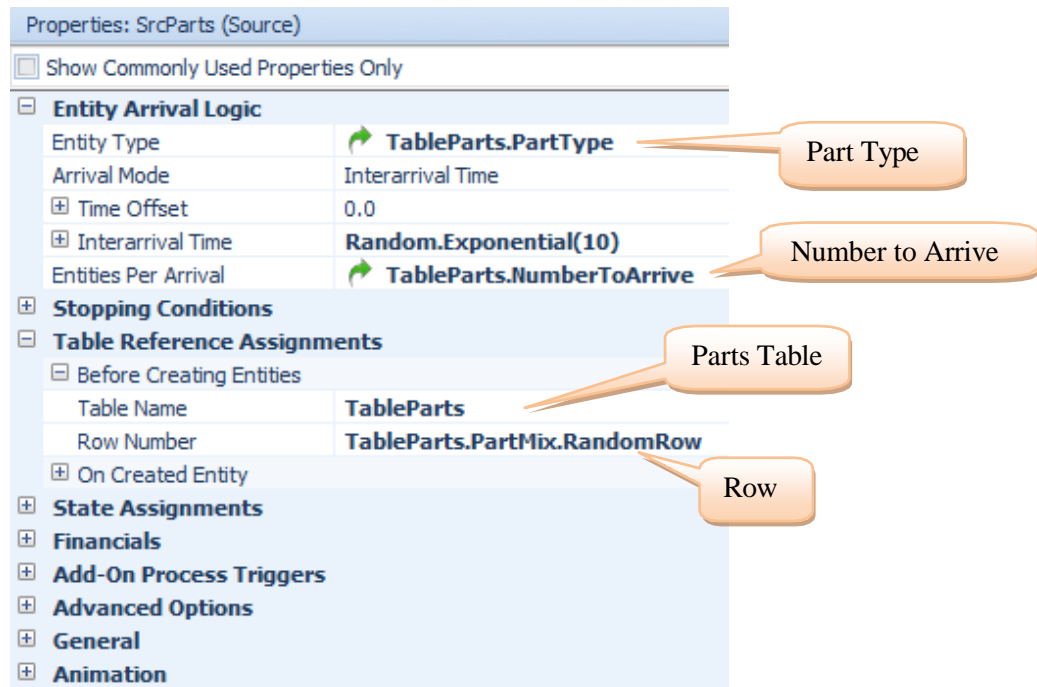 Properties: SrcParts (Source)
Show Commonly Used Properties Only
Entity Arrival Logic
Entity Type TableParts.PartType
Part Type
Arrival Mode Interarrival Time
Time Offset 0.0
Interarrival Time Random.Exponential(10)
Number to Arrive
Entities Per Arrival TableParts.NumberToArrive
Stopping Conditions
Table Reference Assignments
Parts Table
Before Creating Entities
Table Name TableParts
Row Number TableParts.PartMix.RandomRow
On Created Entity
Row
State Assignments
Financials
Add-On Process Triggers
Advanced Options
General
Animation